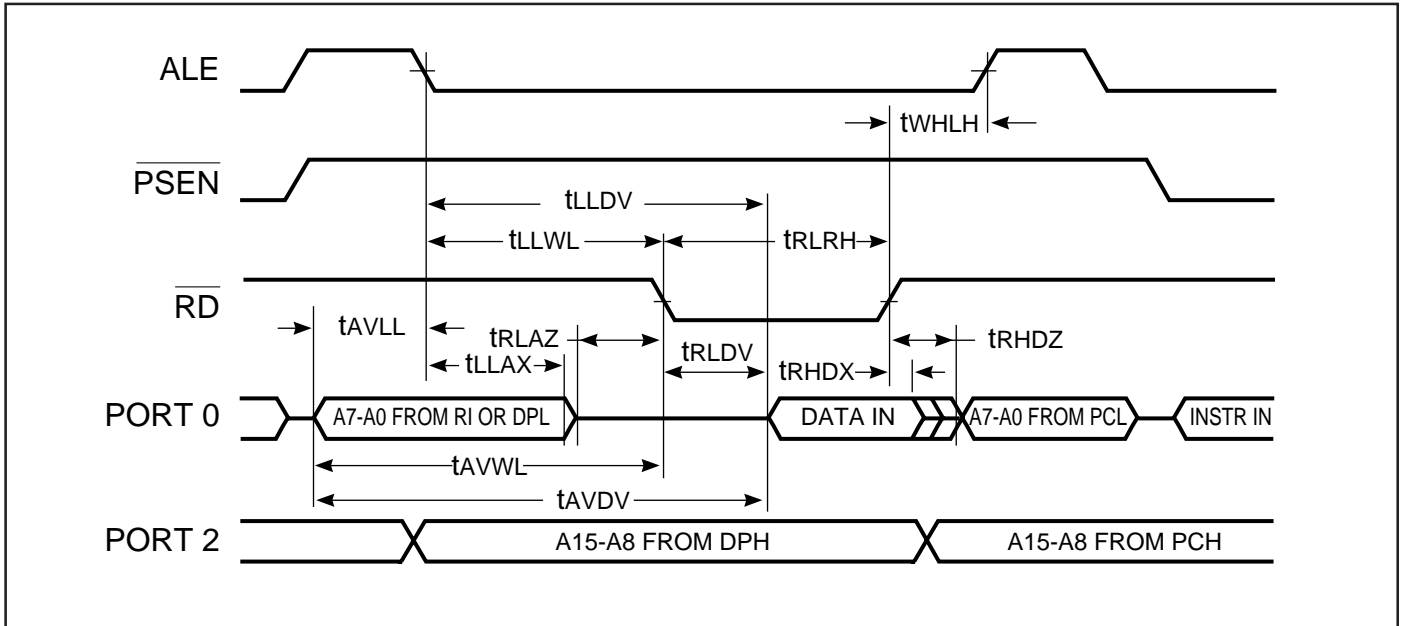 ALE
tWHLH
PSEN
tLLDV
tLLWL
tRLRH
RD
tAVLL
tRLAZ
tRLDV
tRHDZ
tLLAX
tRHDX
PORT 0
A7-A0 FROM RI OR DPL
DATA IN
A7-A0 FROM PCL
INSTR IN
tAVWL
tAVDV
PORT 2
A15-A8 FROM DPH
A15-A8 FROM PCH